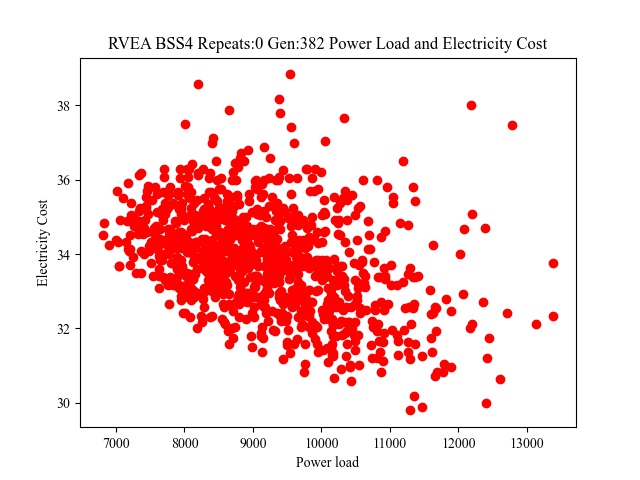 RVEA BSS4 Repeats:0 Gen:382 Power Load and Electricity Cost
Electricity Cost
38
36
34
32
30
7000 8000 9000 10000 11000 12000 13000
Power load